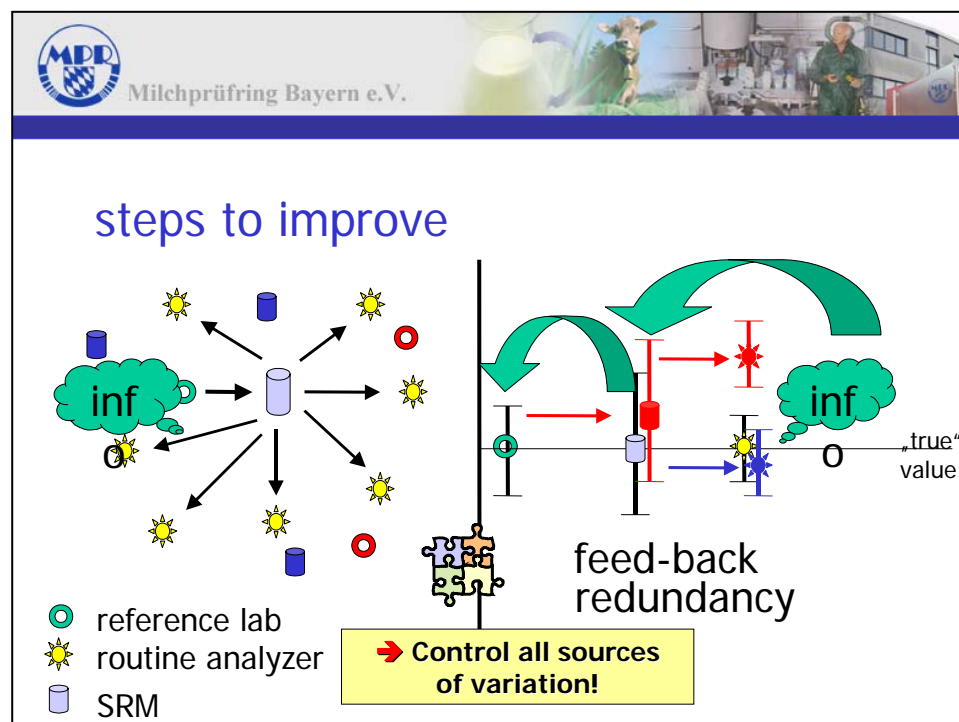 MPR
Milchprüfring Bayern e.V.
steps to improve
inf
o
inf
o
„true“
value
feed-back
redundancy
reference lab
routine analyzer
SRM
➔ Control all sources
of variation!